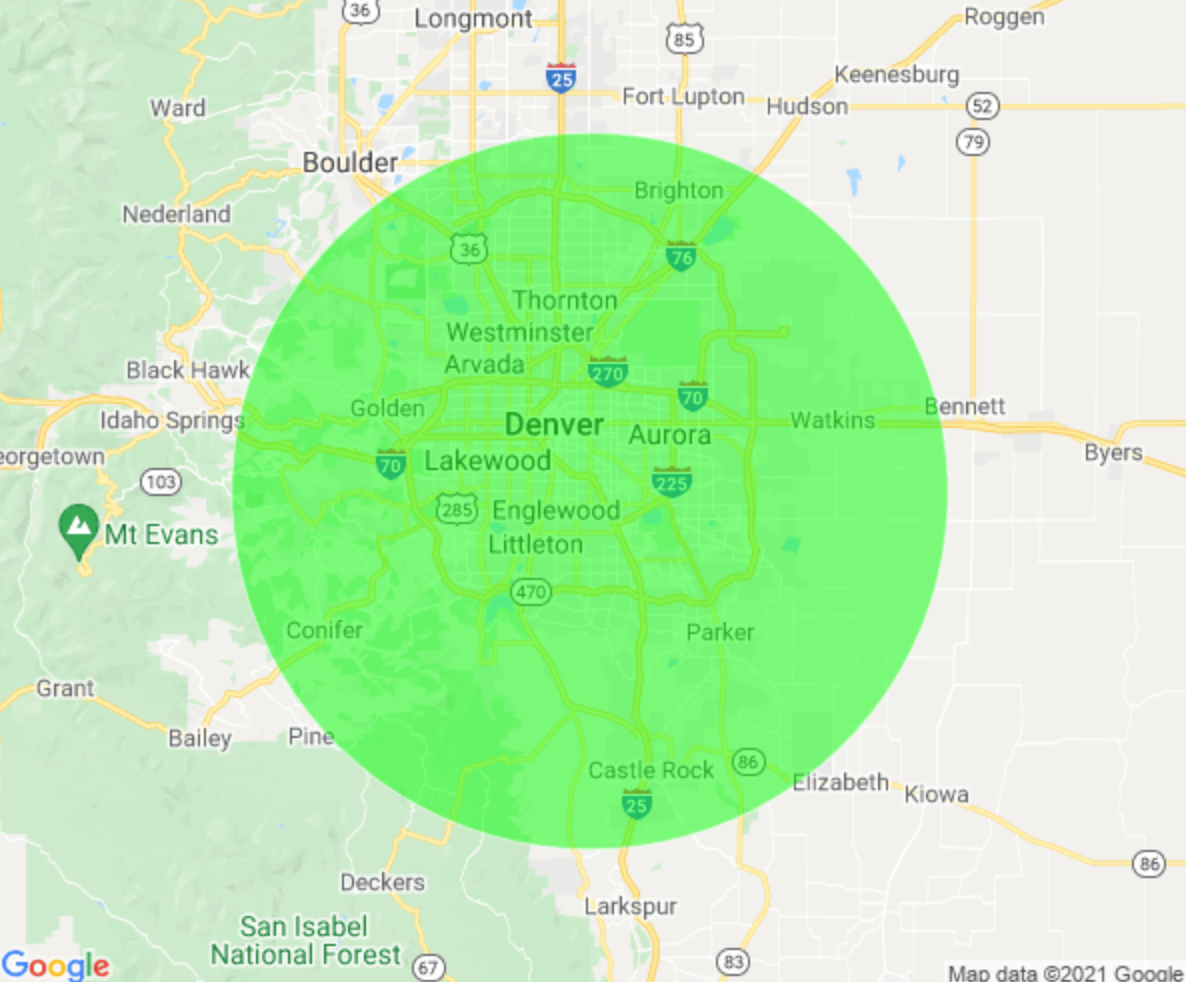 36
Longmont
Roggen
85
25
Keenesburg
Fort Lupton
Hudson
52
Ward
79
Boulder
Brighton
Nederland
36
76
Thornton
Westminster
Arvada
Black Hawk
270
70
Golden
Bennett
Idaho Springs
Denver
Watkins
Aurora
eorgetown
70
Lakewood
Byers
103
225
285
Englewood
Mt Evans
Littleton
470
Conifer
Parker
Grant
Bailey
Pine
86
Castle Rock
Elizabeth
Kiowa
25
86
Deckers
Larkspur
San Isabel
National Forest
Google
67
83
Map data ©2021 Google